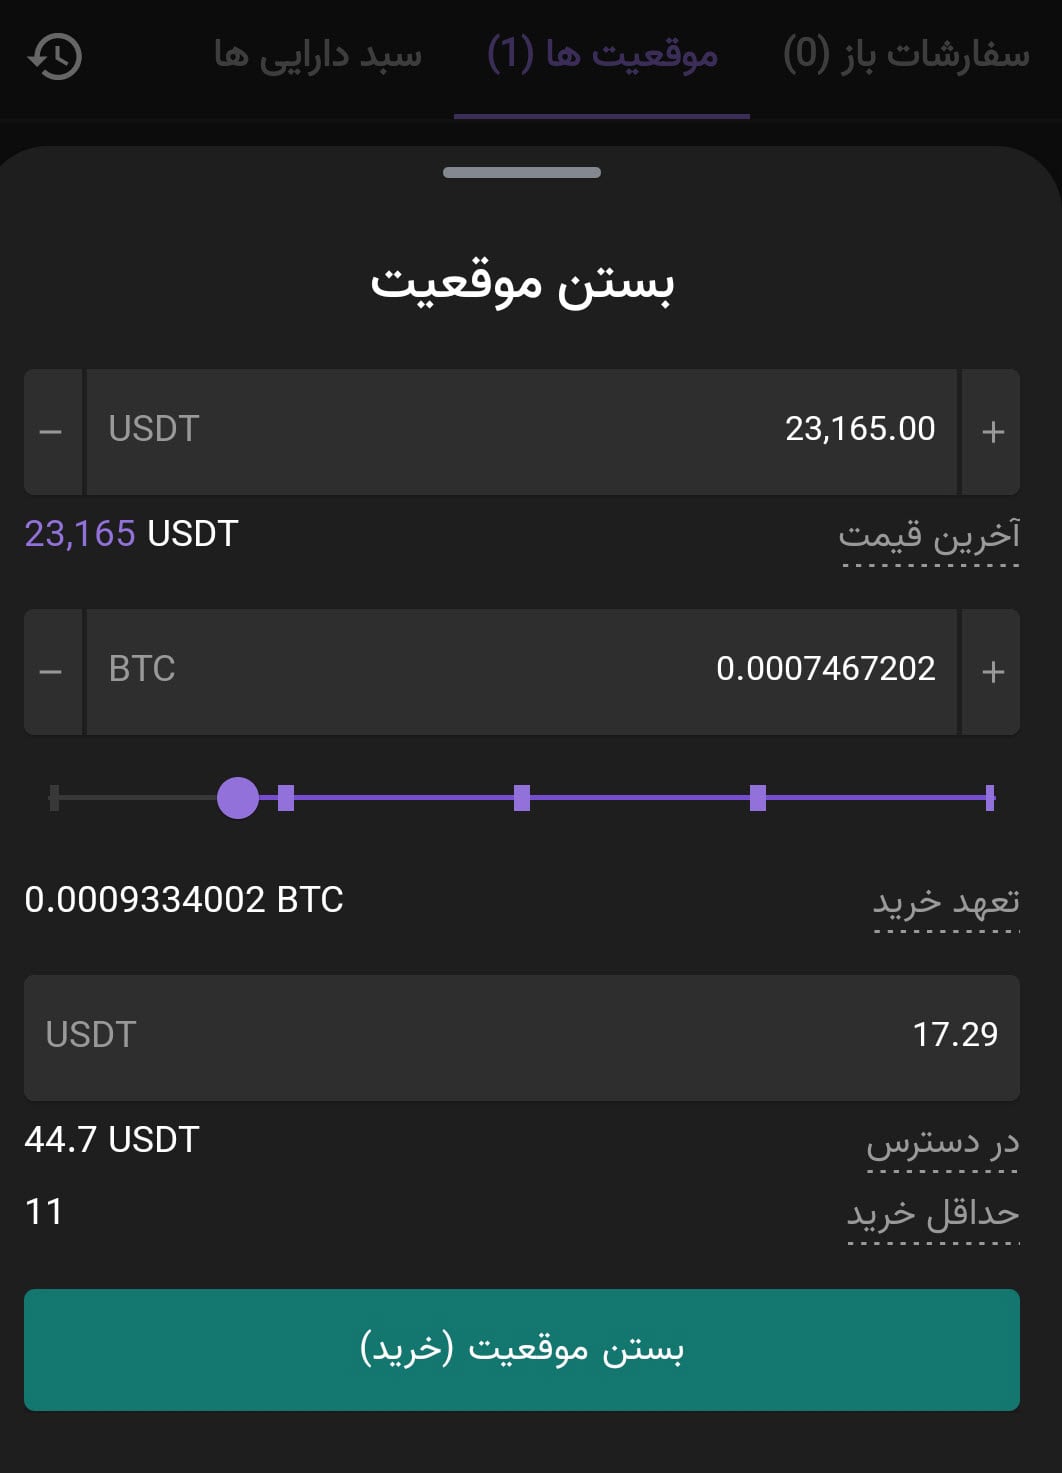 سفارشات باز (0) موقعیت ها (1) سبد دارایی ها
بستن موقعیت
+ 23,165.00 USDT −
آخرین قیمت 23,165 USDT
+ 0.0007467202 BTC −
تعهد خرید 0.0009334002 BTC
17.29 USDT
در دسترس 44.7 USDT
حداقل خرید 11
بستن موقعیت (خرید)